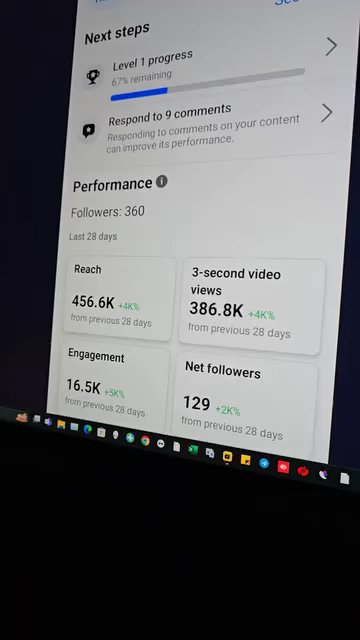 Next steps
Level 1 progress
67% remaining
Respond to 9 comments
Responding to comments on your content
can improve its performance.
Performance
Followers: 360
Last 28 days
Reach
456.6K +4K%
from previous 28 days
3-second video
views
386.8K +4K%
from previous 28 days
Engagement
16.5K +5K%
from previous 28 days
Net followers
129 +2K%
from previous 28 days